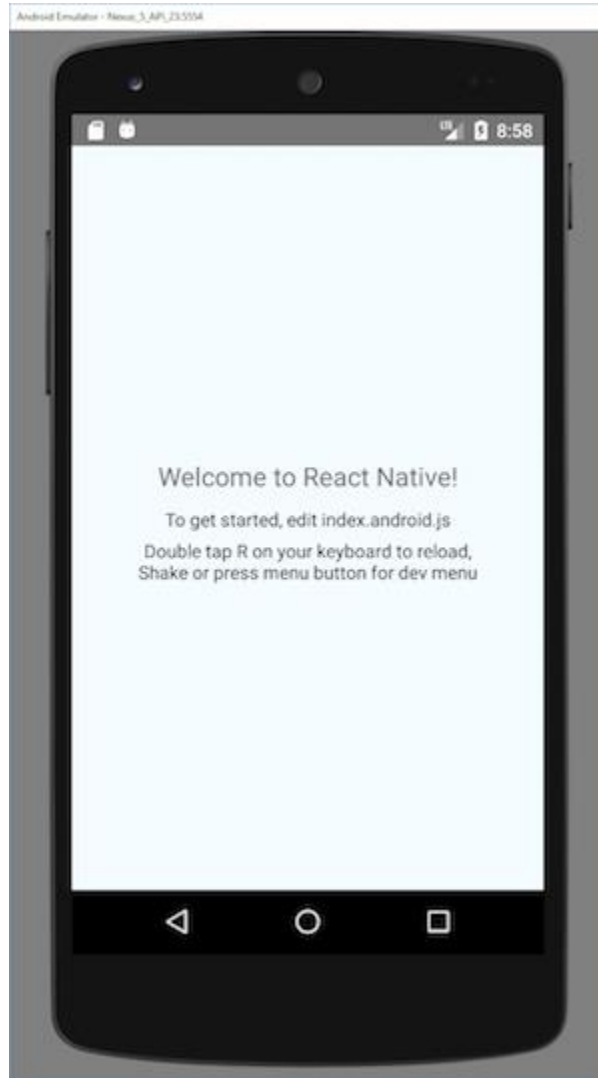 Android Emulator - Nexus_5_API_23:5554
LTE 8:58
Welcome to React Native!
To get started, edit index.android.js
Double tap R on your keyboard to reload,
Shake or press menu button for dev menu